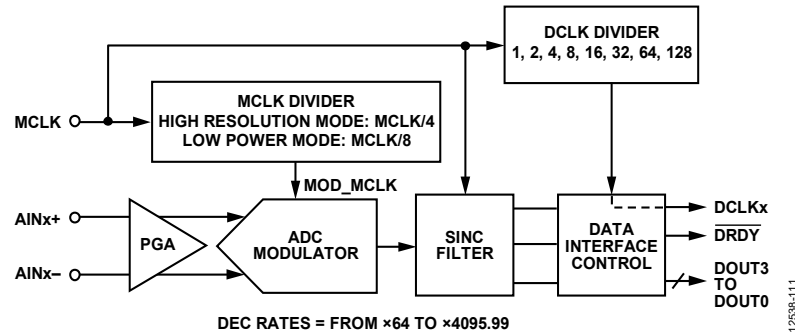 DCLK DIVIDER
1, 2, 4, 8, 16, 32, 64, 128
MCLK
MCLK DIVIDER
HIGH RESOLUTION MODE: MCLK/4
LOW POWER MODE: MCLK/8
MOD_MCLK
AINx+
AINx–
PGA
ADC
MODULATOR
SINC
FILTER
DATA
INTERFACE
CONTROL
DCLKx
DRDY
DOUT3
TO
DOUT0
DEC RATES = FROM ×64 TO ×4095.99
12538-111